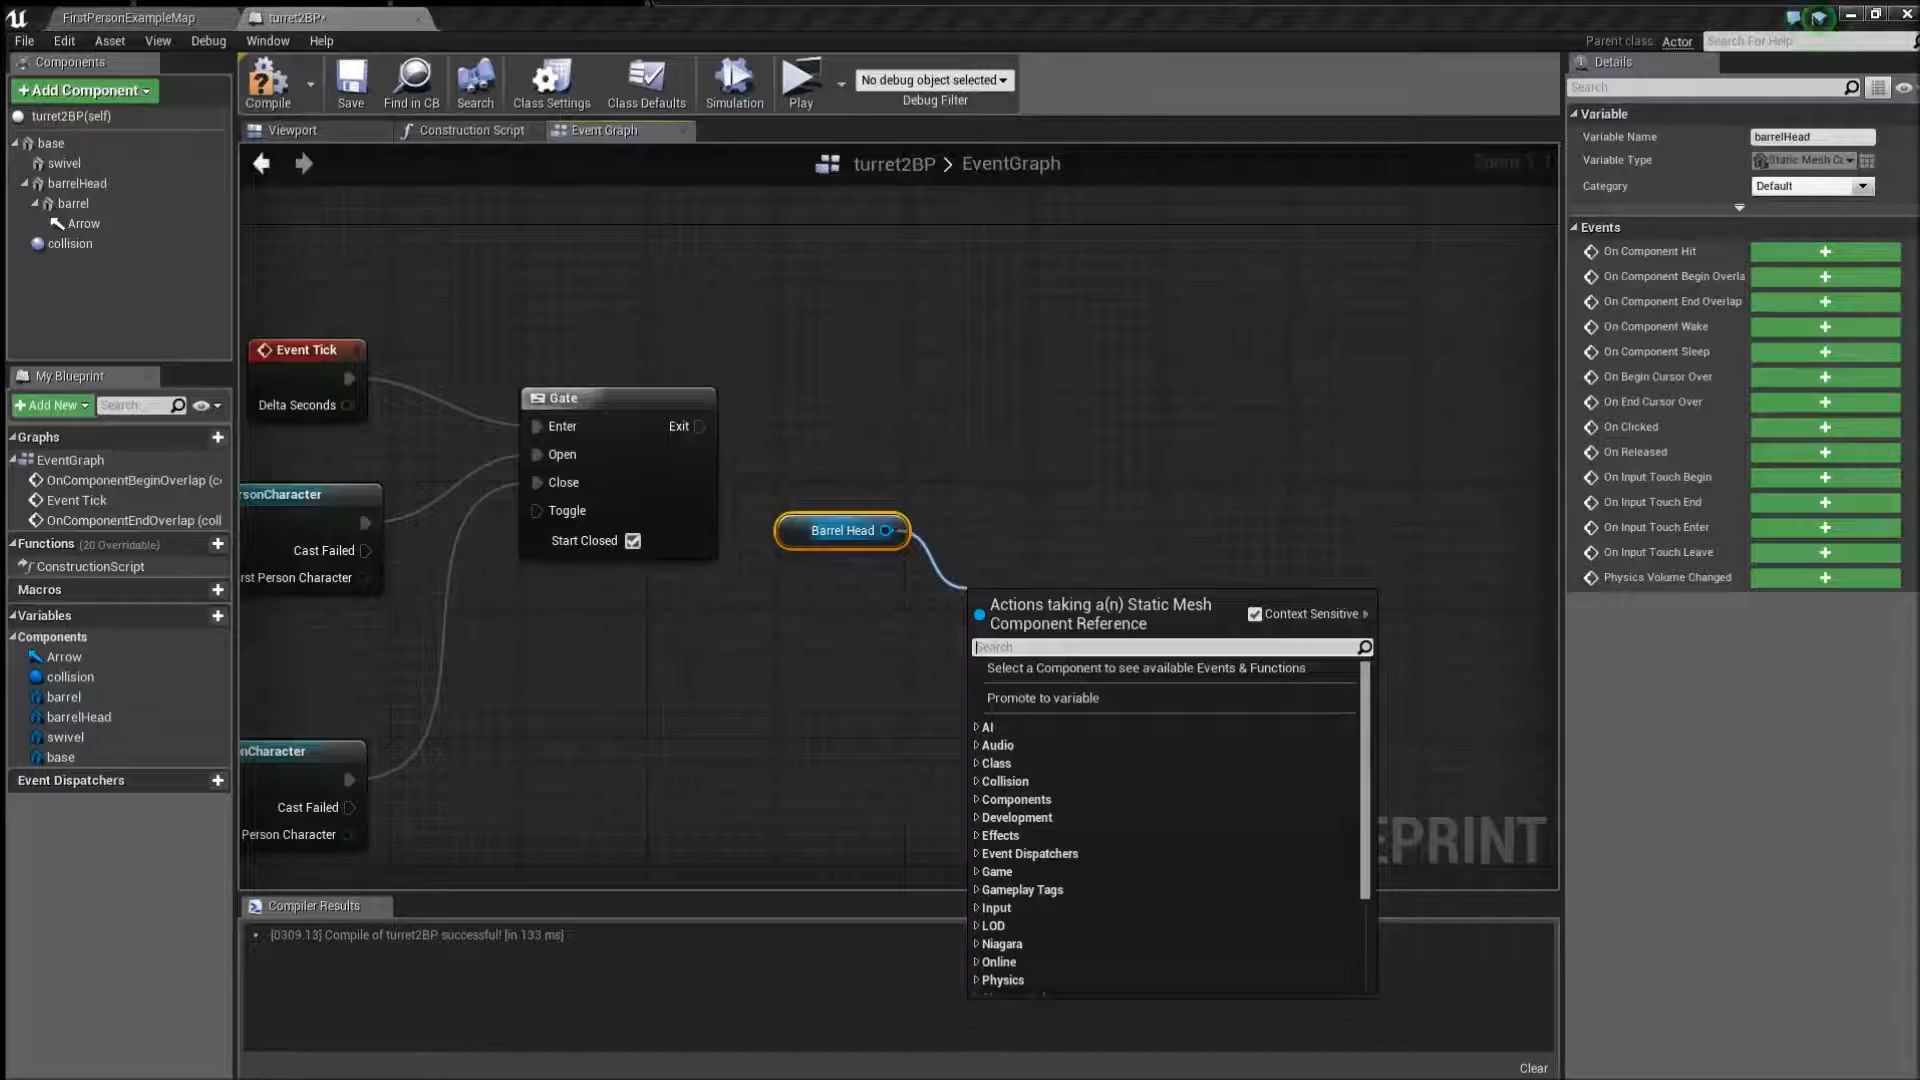 FirstPersonExampleMap
turret2BP•
File Edit Asset View Debug Window Help
Parent class: Actor Search For Help
Components
+Add Component
turret2BP(self)
base
swivel
barrelHead
barrel
Arrow
collision
Compile
Save
Find in CB
Search
Class Settings
Class Defaults
Simulation
Play
No debug object selected
Debug Filter
Viewport
Construction Script
Event Graph
turret2BP > EventGraph
Event Tick
Delta Seconds
Gate
Enter Exit
Open
Close
Toggle
Start Closed
sonCharacter
Cast Failed
rst Person Character
nCharacter
Cast Failed
Person Character
Barrel Head
Actions taking a(n) Static Mesh
Component Reference
Context Sensitive
Search
Select a Component to see available Events & Functions
Promote to variable
AI
Audio
Class
Collision
Components
Development
Effects
Event Dispatchers
Game
Gameplay Tags
Input
LOD
Niagara
Online
Physics
EPRINT
My Blueprint
+Add New Search
Graphs
EventGraph
OnComponentBeginOverlap (c
Event Tick
OnComponentEndOverlap (coll
Functions (20 Overridable)
ConstructionScript
Macros
Variables
Components
Arrow
collision
barrel
barrelHead
swivel
base
Event Dispatchers
Compiler Results
[0309.13] Compile of turret2BP successful! [in 133 ms]
Clear
Details
Search
Variable
Variable Name barrelHead
Variable Type Static Mesh Co
Category Default
Events
On Component Hit
On Component Begin Overla
On Component End Overlap
On Component Wake
On Component Sleep
On Begin Cursor Over
On End Cursor Over
On Clicked
On Released
On Input Touch Begin
On Input Touch End
On Input Touch Enter
On Input Touch Leave
Physics Volume Changed